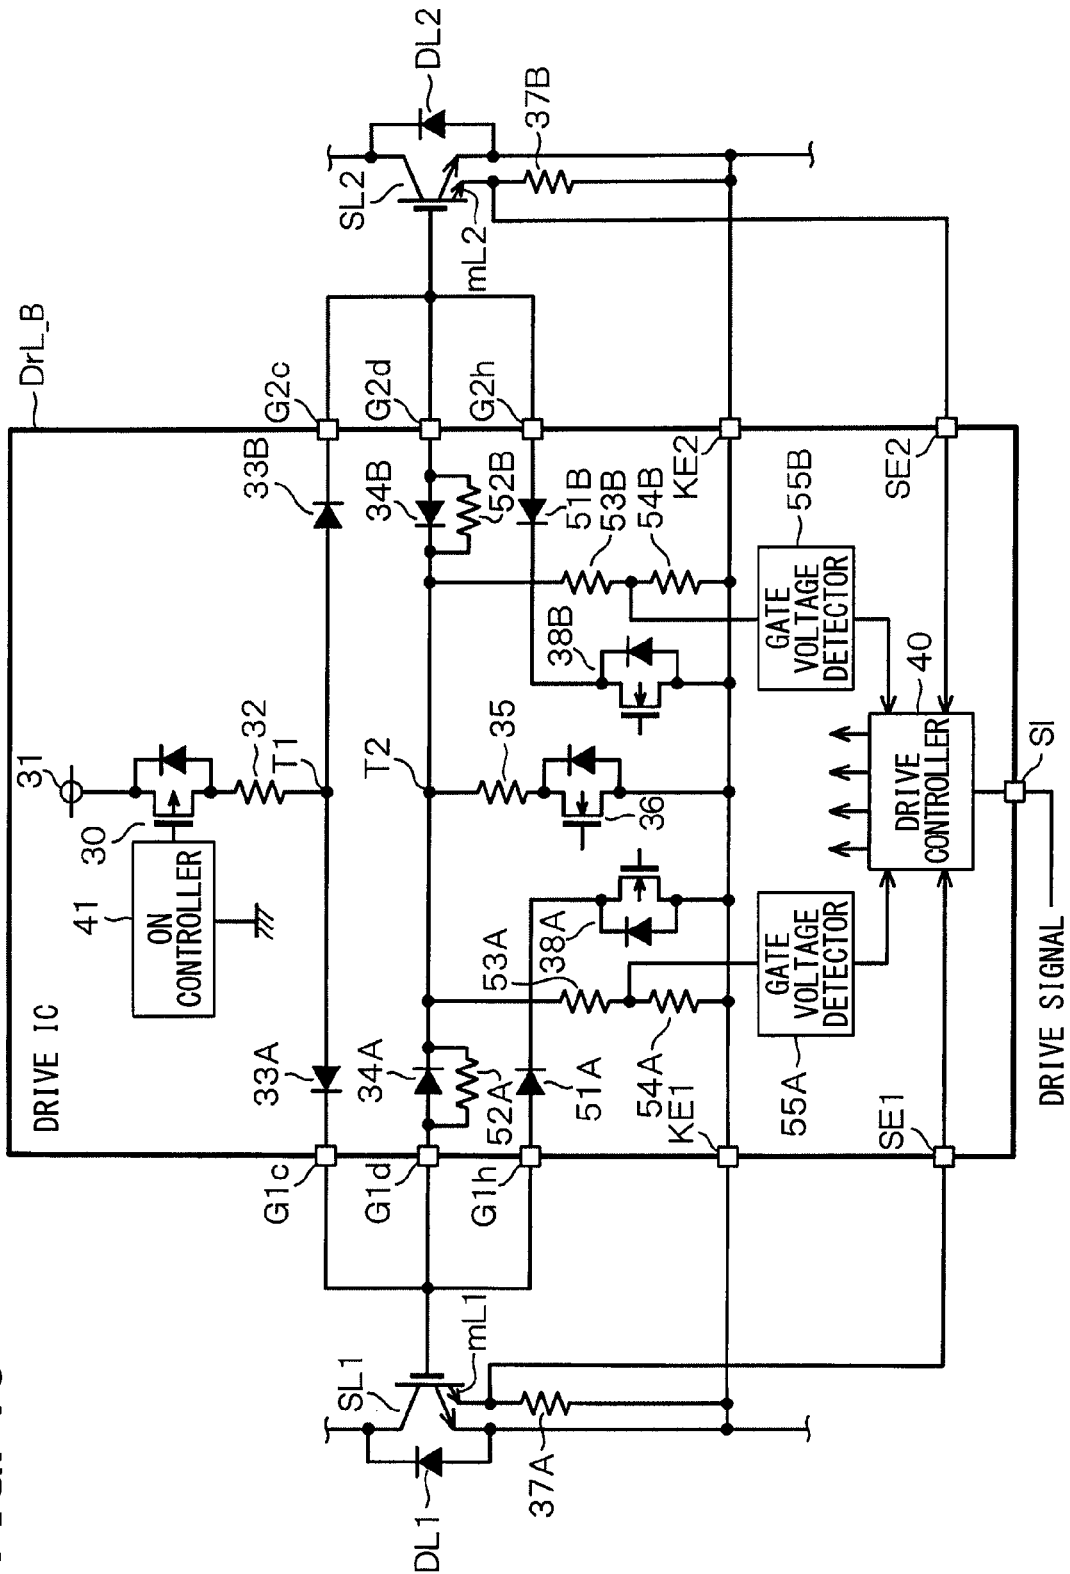 DrL_B
DRIVE IC
41
ON
CONTROLLER
30
31
32
T1
33A
33B
G1c
G2c
SL1
DL1
mL1
37A
SL2
DL2
mL2
37B
G1d
34A
52A
T2
34B
52B
G2d
G1h
51A
53A
38A
35
36
38B
51B
53B
54B
G2h
54A
KE1
KE2
55A
GATE
VOLTAGE
DETECTOR
55B
GATE
VOLTAGE
DETECTOR
40
DRIVE
CONTROLLER
SE1
SE2
SI
DRIVE SIGNAL